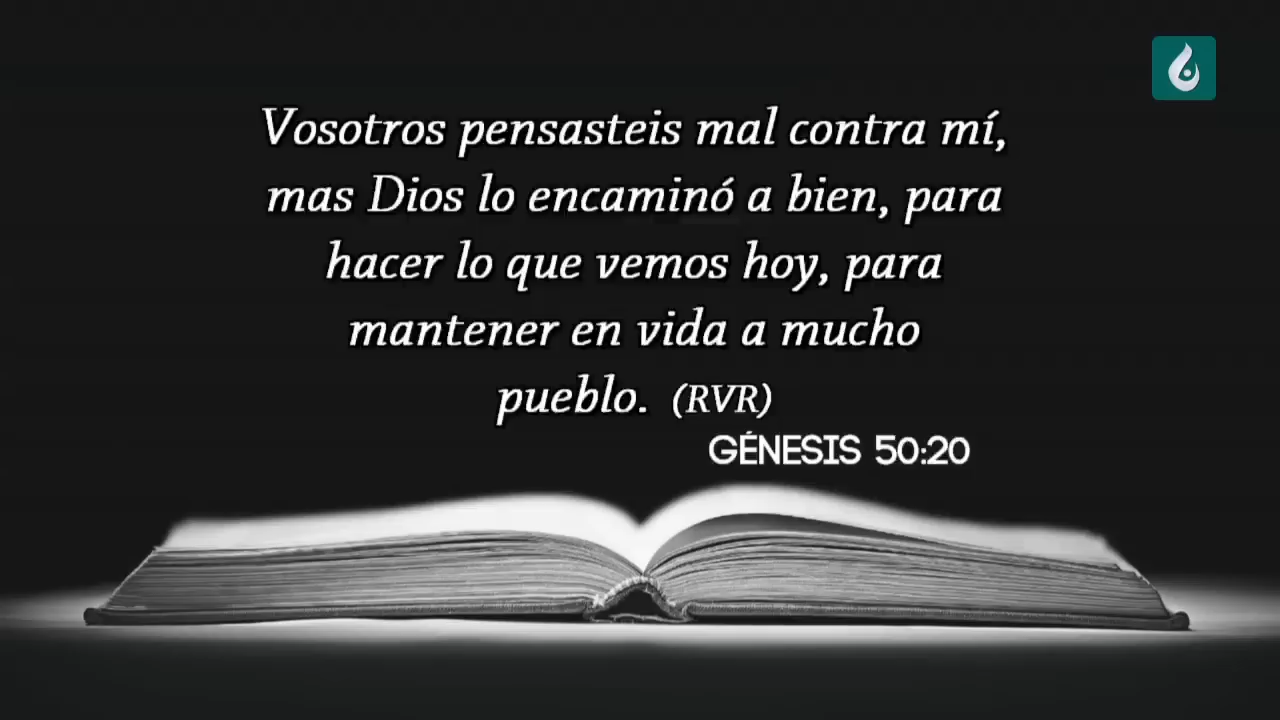 Vosotros pensasteis mal contra mí,
mas Dios lo encaminó a bien, para
hacer lo que vemos hoy, para
mantener en vida a mucho
pueblo. (RVR)
GÉNESIS 50:20